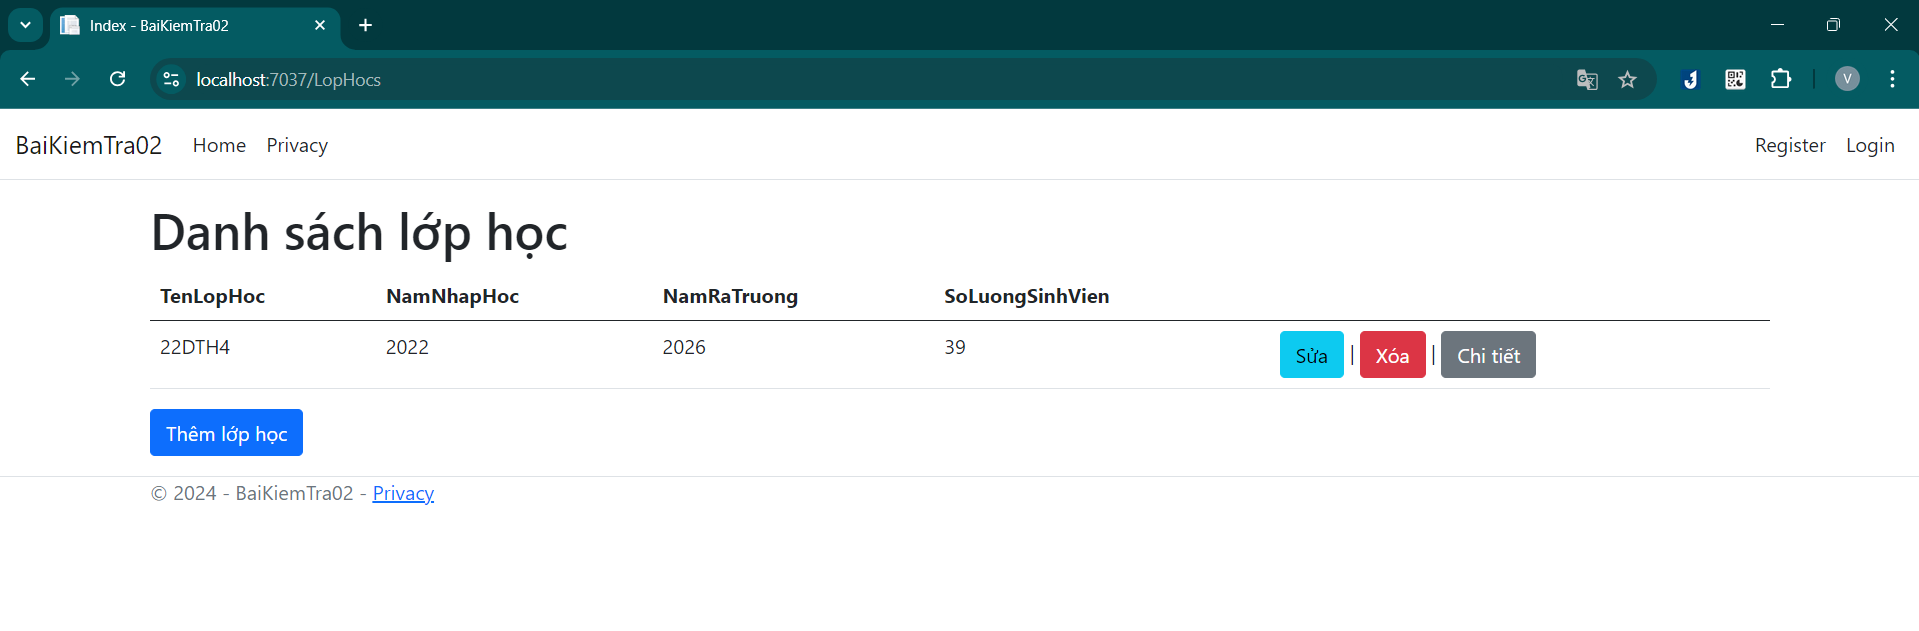 Index - BaiKiemTra02
localhost:7037/LopHocs
V
BaiKiemTra02 Home Privacy Register Login
Danh sách lớp học
TenLopHoc NamNhapHoc NamRaTruong SoLuongSinhVien
22DTH4 2022 2026 39 Sửa | Xóa | Chi tiết
Thêm lớp học
© 2024 - BaiKiemTra02 - Privacy